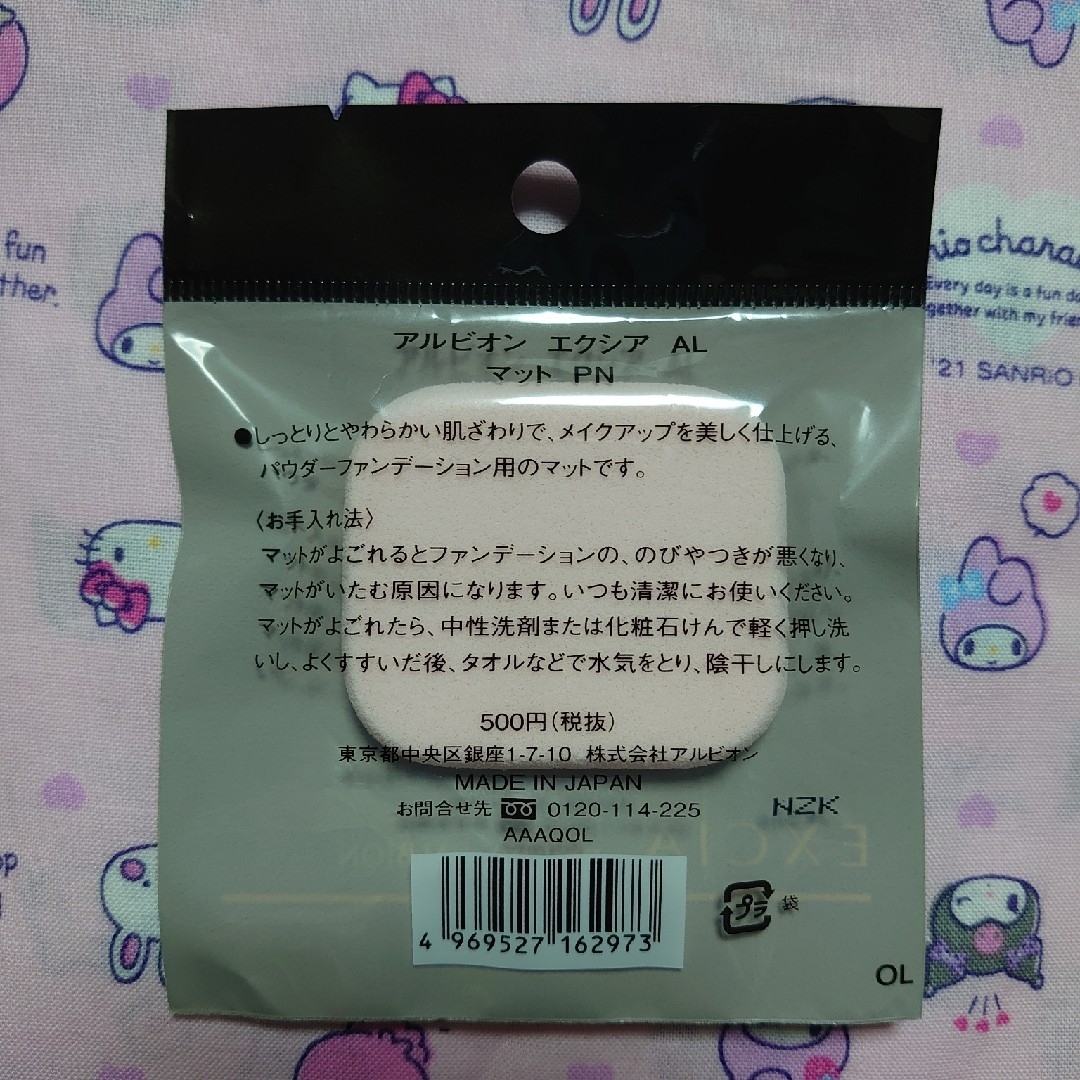 fun
ther.
chara
Every day is a fun da
gether with my frie
'21 SANRIO
アルビオン エクシア AL
マット PN
●しっとりとやわらかい肌ざわりで、メイクアップを美しく仕上げる、
パウダーファンデーション用のマットです。
〈お手入れ法〉
マットがよごれるとファンデーションの、のびやつきが悪くなり、
マットがいたむ原因になります。いつも清潔にお使いください。
マットがよごれたら、中性洗剤または化粧石けんで軽く押し洗
いし、よくすすいだ後、タオルなどで水気をとり、陰干しにします。
500円(税抜)
東京都中央区銀座1-7-10 株式会社アルビオン
MADE IN JAPAN
お問合せ先 0120-114-225
NZK
AAAQOL
EXCIA
4 969527 162973
プラ 袋
OL